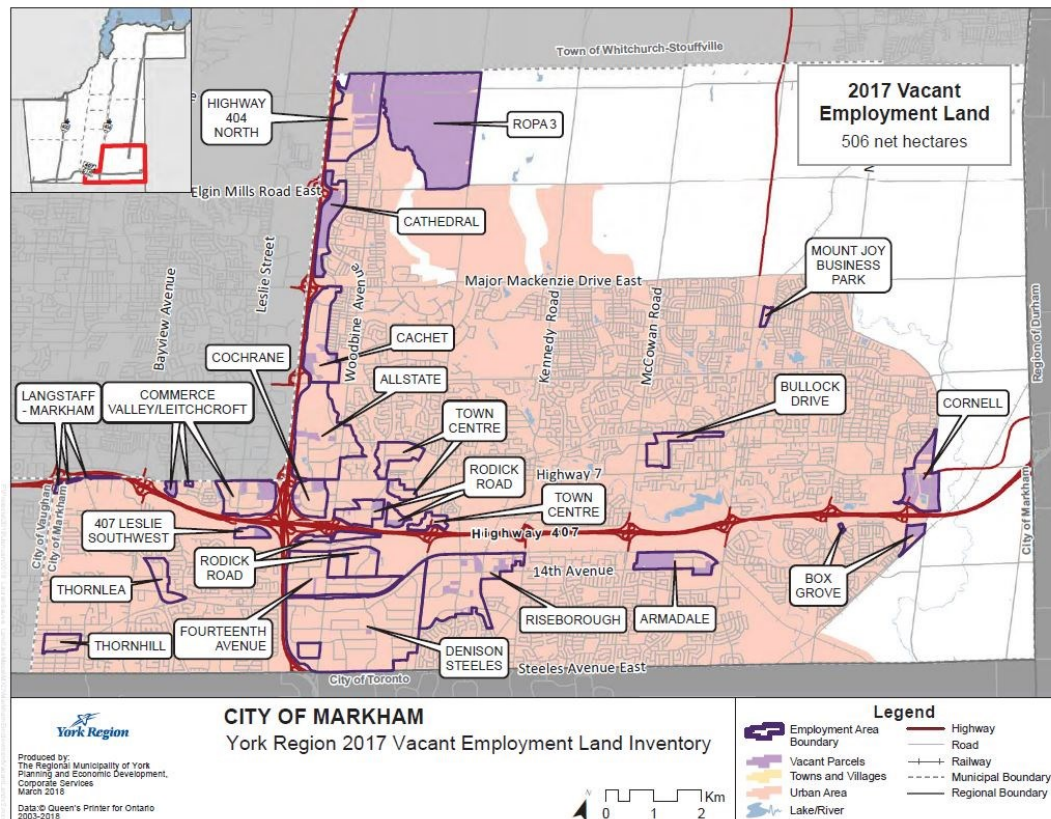 Town of Whitchurch-Stouffville
2017 Vacant
Employment Land
506 net hectares
HIGHWAY
404
NORTH
ROPA 3
Elgin Mills Road East
CATHEDRAL
Leslie Street
Bayview Avenue
Woodbine Avenue
Major Mackenzie Drive East
Kennedy Road
McCowan Road
MOUNT JOY
BUSINESS
PARK
Region of Durham
CACHET
COCHRANE
ALLSTATE
LANGSTAFF
- MARKHAM
COMMERCE
VALLEY/LEITCHCROFT
TOWN
CENTRE
BULLOCK
DRIVE
CORNELL
Highway 7
RODICK
ROAD
TOWN
CENTRE
City of Vaughan
City of Markham
407 LESLIE
SOUTHWEST
Highway 407
City of Markham
RODICK
ROAD
14th Avenue
THORNLEA
BOX
GROVE
FOURTEENTH
AVENUE
RISEBOROUGH
ARMADALE
THORNHILL
DENISON
STEELES
Steeles Avenue East
City of Toronto
York Region
Produced by:
The Regional Municipality of York
Planning and Economic Development,
Corporate Services
March 2018
Data:© Queen's Printer for Ontario
2003-2018
CITY OF MARKHAM
York Region 2017 Vacant Employment Land Inventory
0 1 2 Km
Legend
Employment Area
Boundary
Vacant Parcels
Towns and Villages
Urban Area
Lake/River
Highway
Road
Railway
Municipal Boundary
Regional Boundary